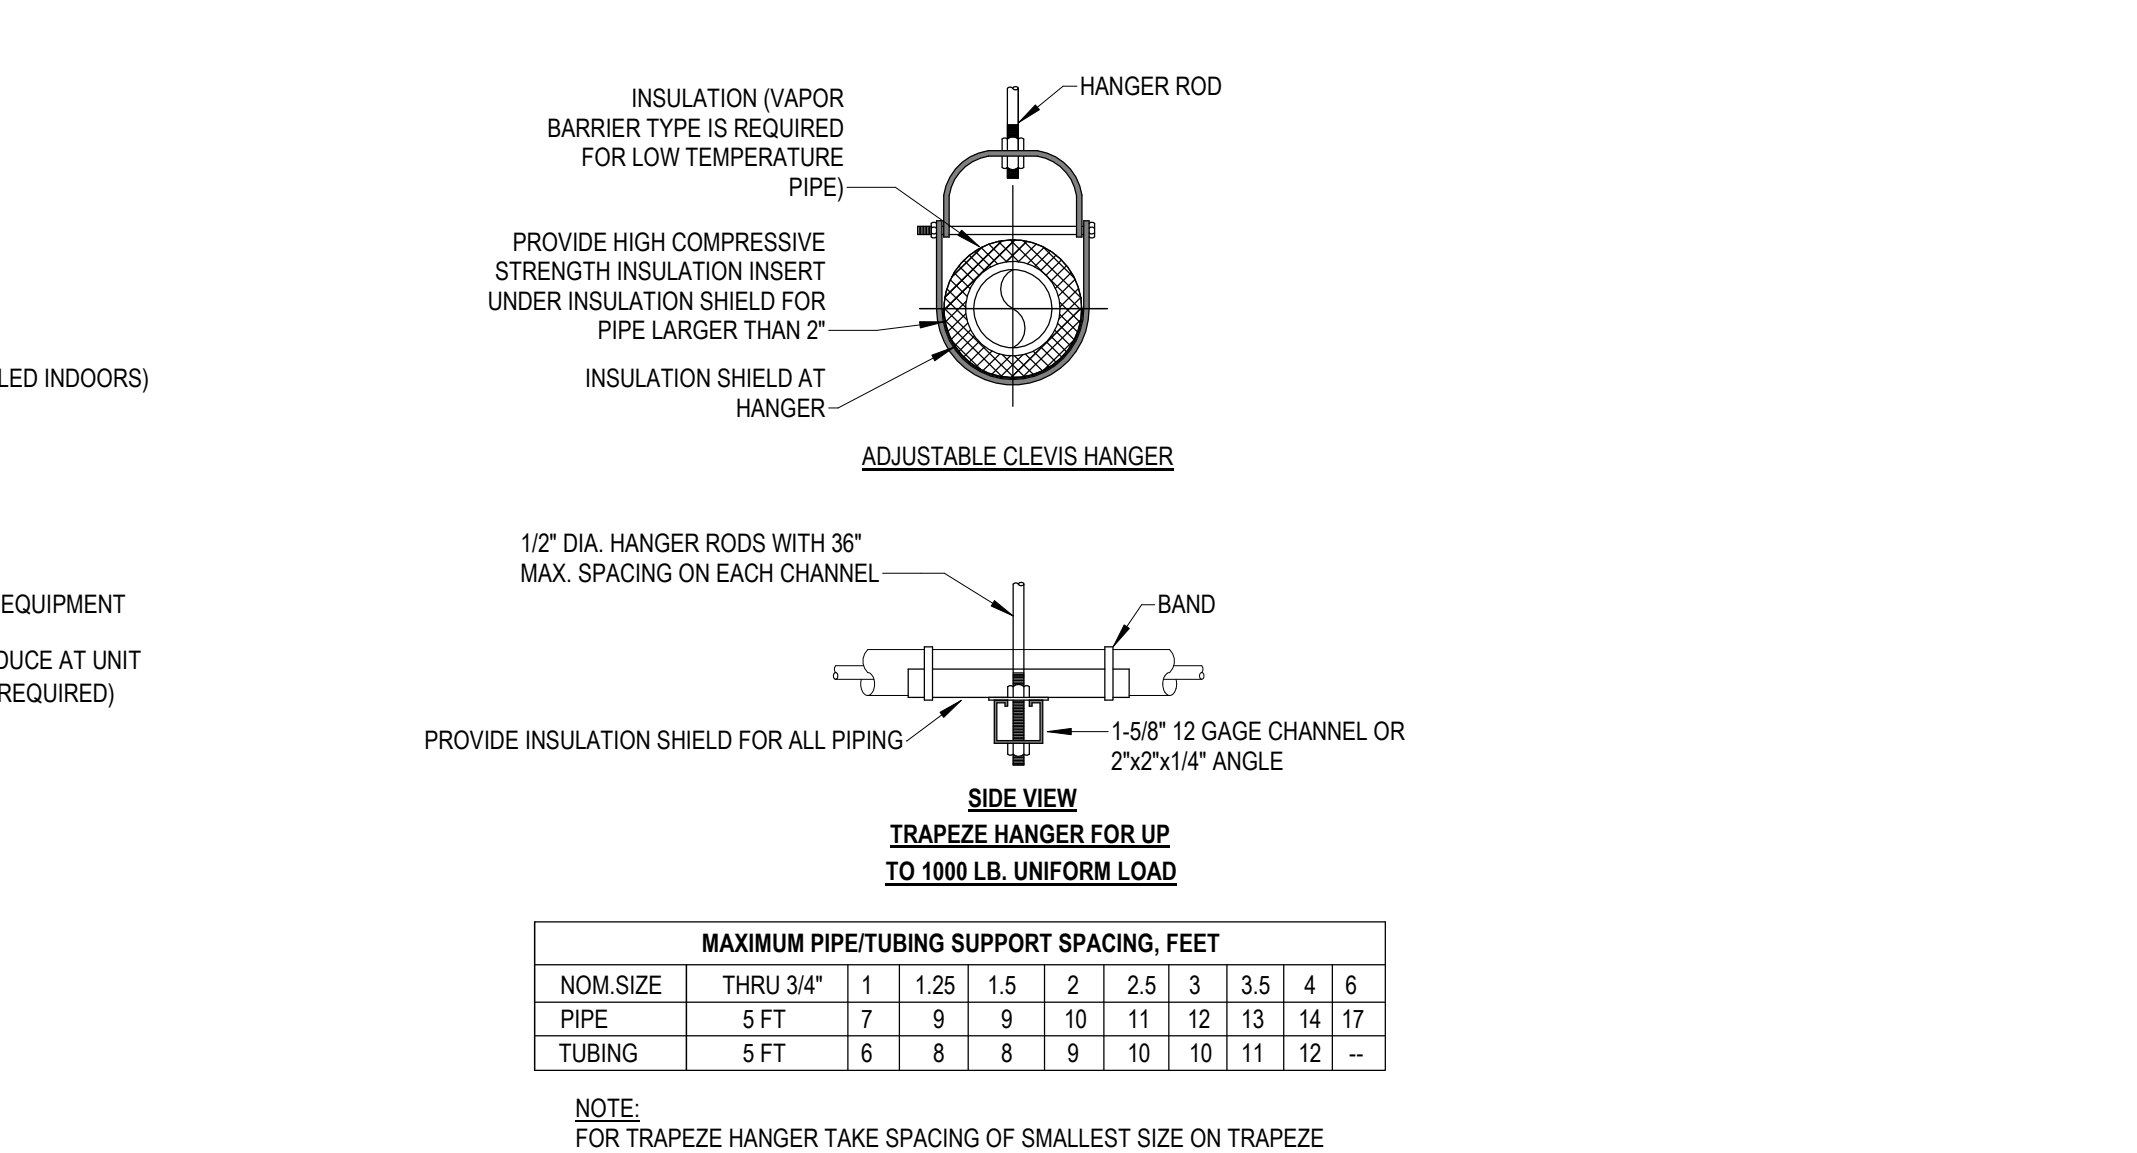 INSULATION (VAPOR
BARRIER TYPE IS REQUIRED
FOR LOW TEMPERATURE
PIPE)
HANGER ROD
PROVIDE HIGH COMPRESSIVE
STRENGTH INSULATION INSERT
UNDER INSULATION SHIELD FOR
PIPE LARGER THAN 2"
LED INDOORS)
INSULATION SHIELD AT
HANGER
ADJUSTABLE CLEVIS HANGER
1/2" DIA. HANGER RODS WITH 36"
MAX. SPACING ON EACH CHANNEL
EQUIPMENT
BAND
DUCE AT UNIT
REQUIRED)
PROVIDE INSULATION SHIELD FOR ALL PIPING
1-5/8" 12 GAGE CHANNEL OR
2"x2"x1/4" ANGLE
SIDE VIEW
TRAPEZE HANGER FOR UP
TO 1000 LB. UNIFORM LOAD
MAXIMUM PIPE/TUBING SUPPORT SPACING, FEET
NOM.SIZE THRU 3/4" 1 1.25 1.5 2 2.5 3 3.5 4 6
PIPE 5 FT 7 9 9 10 11 12 13 14 17
TUBING 5 FT 6 8 8 9 10 10 11 12 --
NOTE:
FOR TRAPEZE HANGER TAKE SPACING OF SMALLEST SIZE ON TRAPEZE